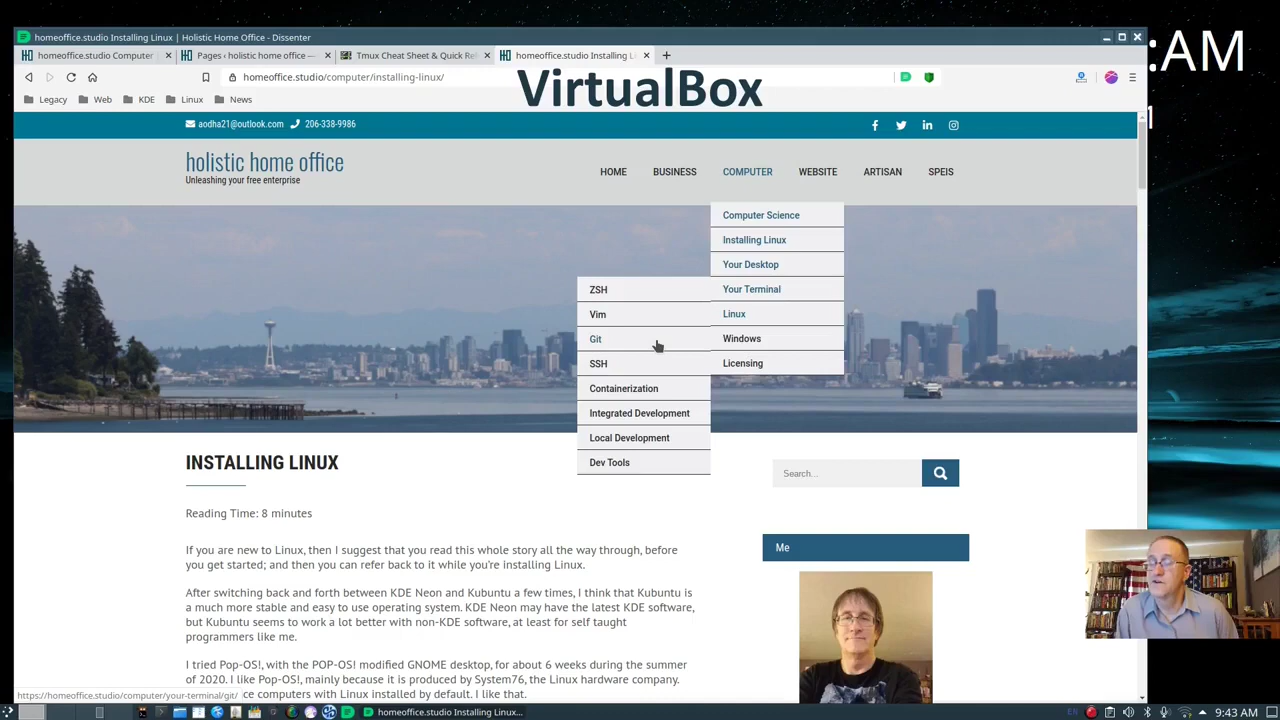 homeoffice.studio Installing Linux | Holistic Home Office - Dissenter
:AM
homeoffice.studio Computer
Pages ‹ holistic home office —
Tmux Cheat Sheet & Quick Re
homeoffice.studio Installing L
homeoffice.studio/computer/installing-linux/
VirtualBox
Legacy
Web
KDE
Linux
News
aodha21@outlook.com
206-338-9986
holistic home office
Unleashing your free enterprise
HOME
BUSINESS
COMPUTER
WEBSITE
ARTISAN
SPEIS
Computer Science
Installing Linux
Your Desktop
Your Terminal
Linux
Windows
Licensing
ZSH
Vim
Git
SSH
Containerization
Integrated Development
Local Development
Dev Tools
INSTALLING LINUX
Reading Time: 8 minutes
If you are new to Linux, then I suggest that you read this whole story all the way through, before
you get started; and then you can refer back to it while you're installing Linux.
After switching back and forth between KDE Neon and Kubuntu a few times, I think that Kubuntu is
a much more stable and easy to use operating system. KDE Neon may have the latest KDE software,
but Kubuntu seems to work a lot better with non-KDE software, at least for self taught
programmers like me.
I tried Pop-OS!, with the POP-OS! modified GNOME desktop, for about 6 weeks during the summer
of 2020. I like Pop-OS!, mainly because it is produced by System76, the Linux hardware company.
ce computers with Linux installed by default. I like that.
Search...
Me
https://homeoffice.studio/computer/your-terminal/git/
homeoffice.studio Installing Linux...
EN
9:43 AM